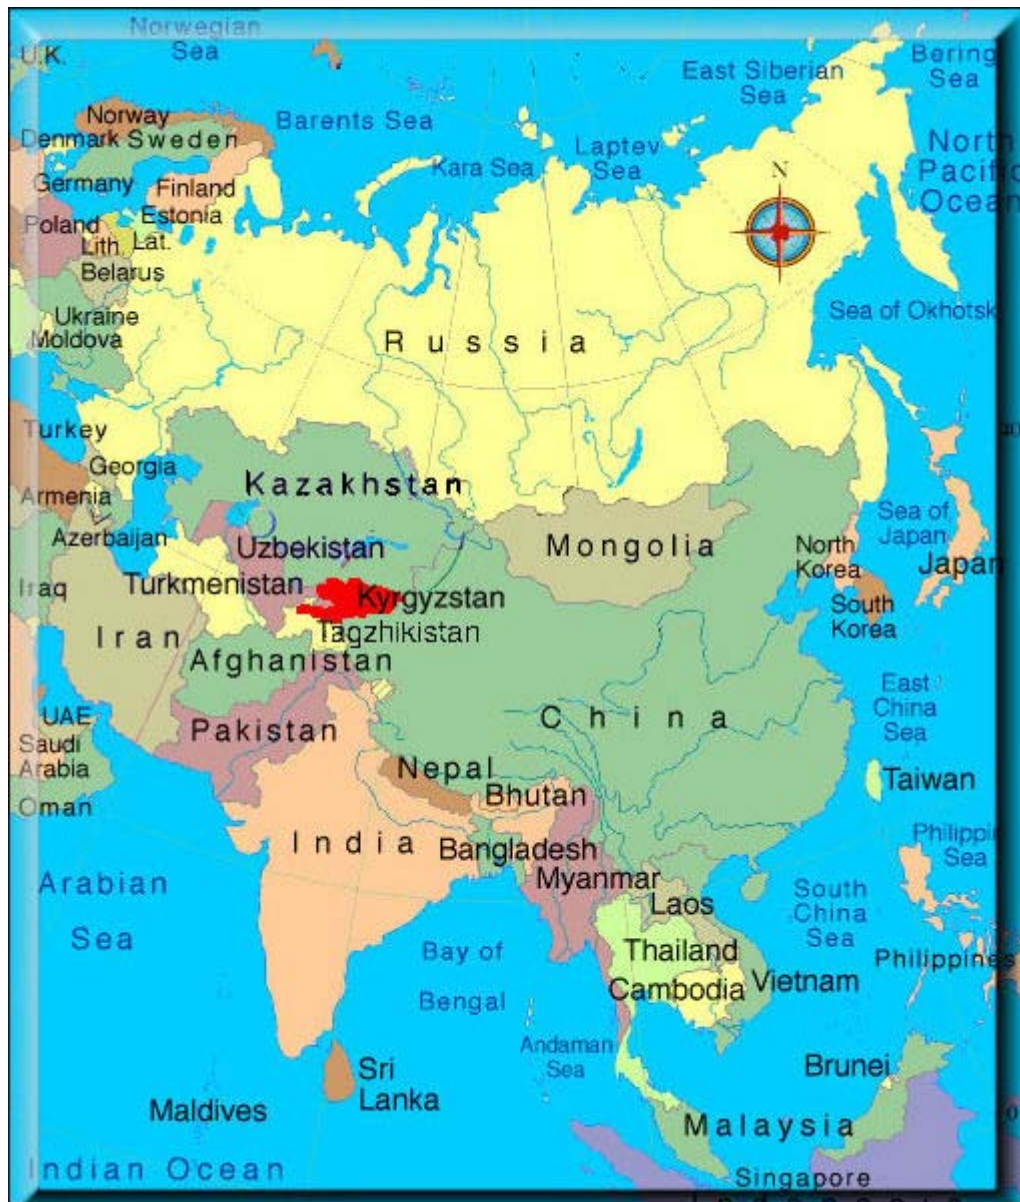 Norwegian
Sea
Bering
Sea
U.K.
East Siberian
Sea
Norway
Barents Sea
Denmark
Sweden
Laptev
Sea
North
Pacific
Ocean
Kara Sea
N
Germany
Finland
Estonia
Poland
Lith.
Lat.
Belarus
Ukraine
Moldova
Sea of Okhotsk
Russia
Turkey
Georgia
Kazakhstan
Armenia
Azerbaijan
Sea of
Japan
Uzbekistan
Mongolia
North
Korea
Japan
Iraq
Turkmenistan
Kyrgyzstan
South
Korea
Iran
Tagzhikistan
Afghanistan
East
China
Sea
UAE
Saudi
Arabia
Pakistan
China
Nepal
Taiwan
Oman
Bhutan
India
Bangladesh
Philippin
Sea
Arabian
Sea
Myanmar
Laos
South
China
Sea
Bay of
Bengal
Thailand
Philippines
Cambodia
Vietnam
Andaman
Sea
Sri
Lanka
Brunei
Maldives
Malaysia
Indian Ocean
Singapore